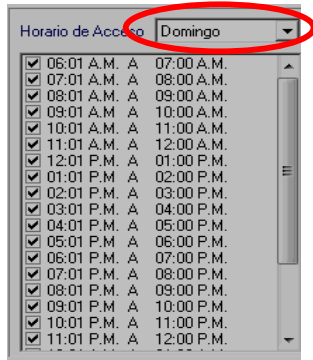 Horario de Acceso Domingo
06:01 A.M. A 07:00 A.M.
07:01 A.M. A 08:00 A.M.
08:01 A.M. A 09:00 A.M.
09:01 A.M A 10:00 A.M.
10:01 A.M. A 11:00 A.M.
11:01 A.M. A 12:00 A.M.
12:01 P.M. A 01:00 P.M.
01:01 P.M. A 02:00 P.M.
02:01 P.M. A 03:00 P.M.
03:01 P.M. A 04:00 P.M.
04:01 P.M. A 05:00 P.M.
05:01 P.M. A 06:00 P.M.
06:01 P.M. A 07:00 P.M.
07:01 P.M. A 08:00 P.M.
08:01 P.M. A 09:00 P.M.
09:01 P.M. A 10:00 P.M.
10:01 P.M. A 11:00 P.M.
11:01 P.M. A 12:00 P.M.